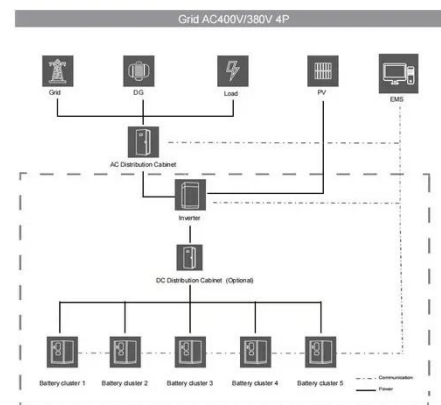 Grid AC400V/380V 4P
Grid
DG
Load
PV
EMS
AC Distribution Cabinet
Inverter
DC Distribution Cabinet (Optional)
Battery cluster 1
Battery cluster 2
Battery cluster 3
Battery cluster 4
Battery cluster 5
Communication
Power